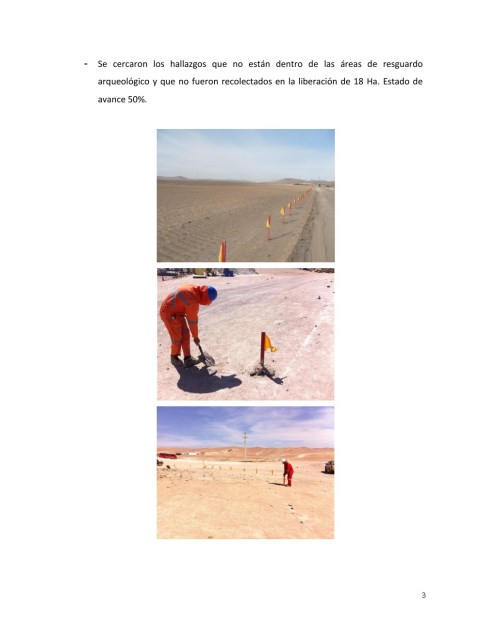 - Se cercaron los hallazgos que no están dentro de las áreas de resguardo
arqueológico y que no fueron recolectados en la liberación de 18 Ha. Estado de
avance 50%.
3